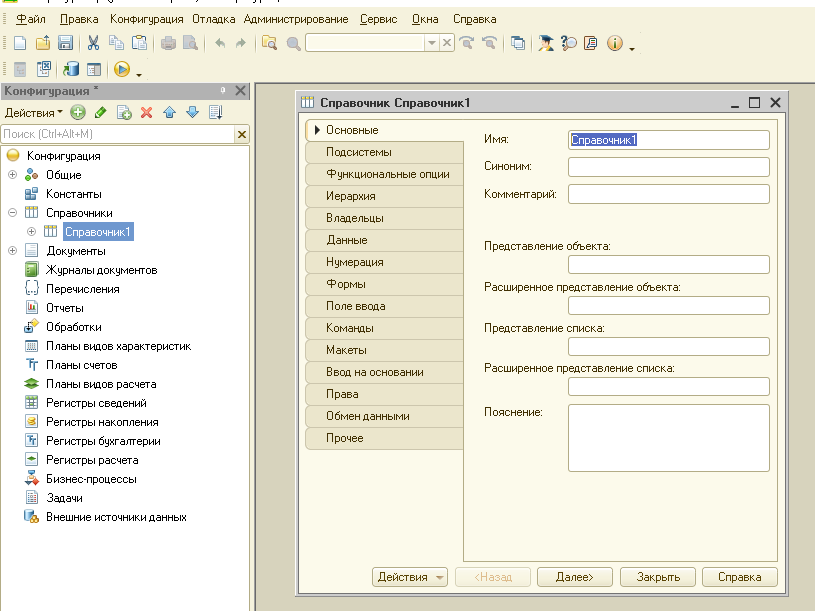 Файл Правка Конфигурация Отладка Администрирование Сервис Окна Справка
Конфигурация *
Действия
Поиск (Ctrl+Alt+M)
Конфигурация
Общие
Константы
Справочники
Справочник1
Документы
Журналы документов
Перечисления
Отчеты
Обработки
Планы видов характеристик
Планы счетов
Планы видов расчета
Регистры сведений
Регистры накопления
Регистры бухгалтерии
Регистры расчета
Бизнес-процессы
Задачи
Внешние источники данных
Справочник Справочник1
Основные
Подсистемы
Функциональные опции
Иерархия
Владельцы
Данные
Нумерация
Формы
Поле ввода
Команды
Макеты
Ввод на основании
Права
Обмен данными
Прочее
Имя: Справочник1
Синоним:
Комментарий:
Представление объекта:
Расширенное представление объекта:
Представление списка:
Расширенное представление списка:
Пояснение:
Действия <Назад Далее> Закрыть Справка